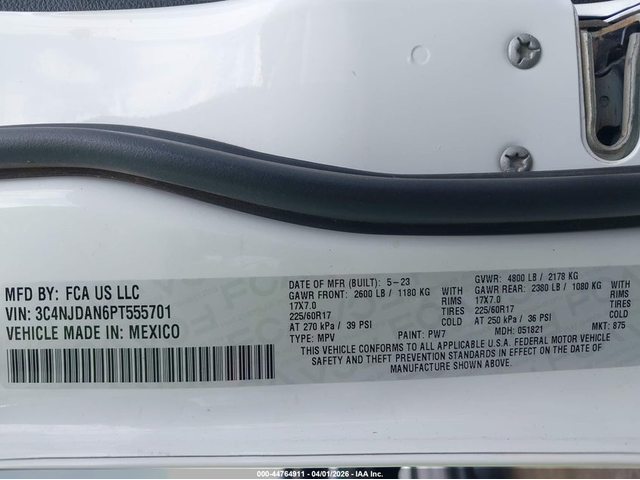 MFD BY: FCA US LLC
VIN: 3C4NJDAN6PT555701
VEHICLE MADE IN: MEXICO
DATE OF MFR (BUILT): 5-23 GVWR: 4800 LB / 2178 KG
GAWR FRONT: 2600 LB / 1180 KG WITH GAWR REAR: 2380 LB / 1080 KG WITH
17X7.0 RIMS 17X7.0 RIMS
225/60R17 TIRES 225/60R17 TIRES
AT 270 kPa / 39 PSI COLD AT 250 kPa / 36 PSI COLD
TYPE: MPV PAINT: PW7 MDH: 051821 MKT: 875
THIS VEHICLE CONFORMS TO ALL APPLICABLE U.S.A. FEDERAL MOTOR VEHICLE
SAFETY AND THEFT PREVENTION STANDARDS IN EFFECT ON THE DATE OF
MANUFACTURE SHOWN ABOVE.
000-44764911 - 04/01/2026 - IAA Inc.